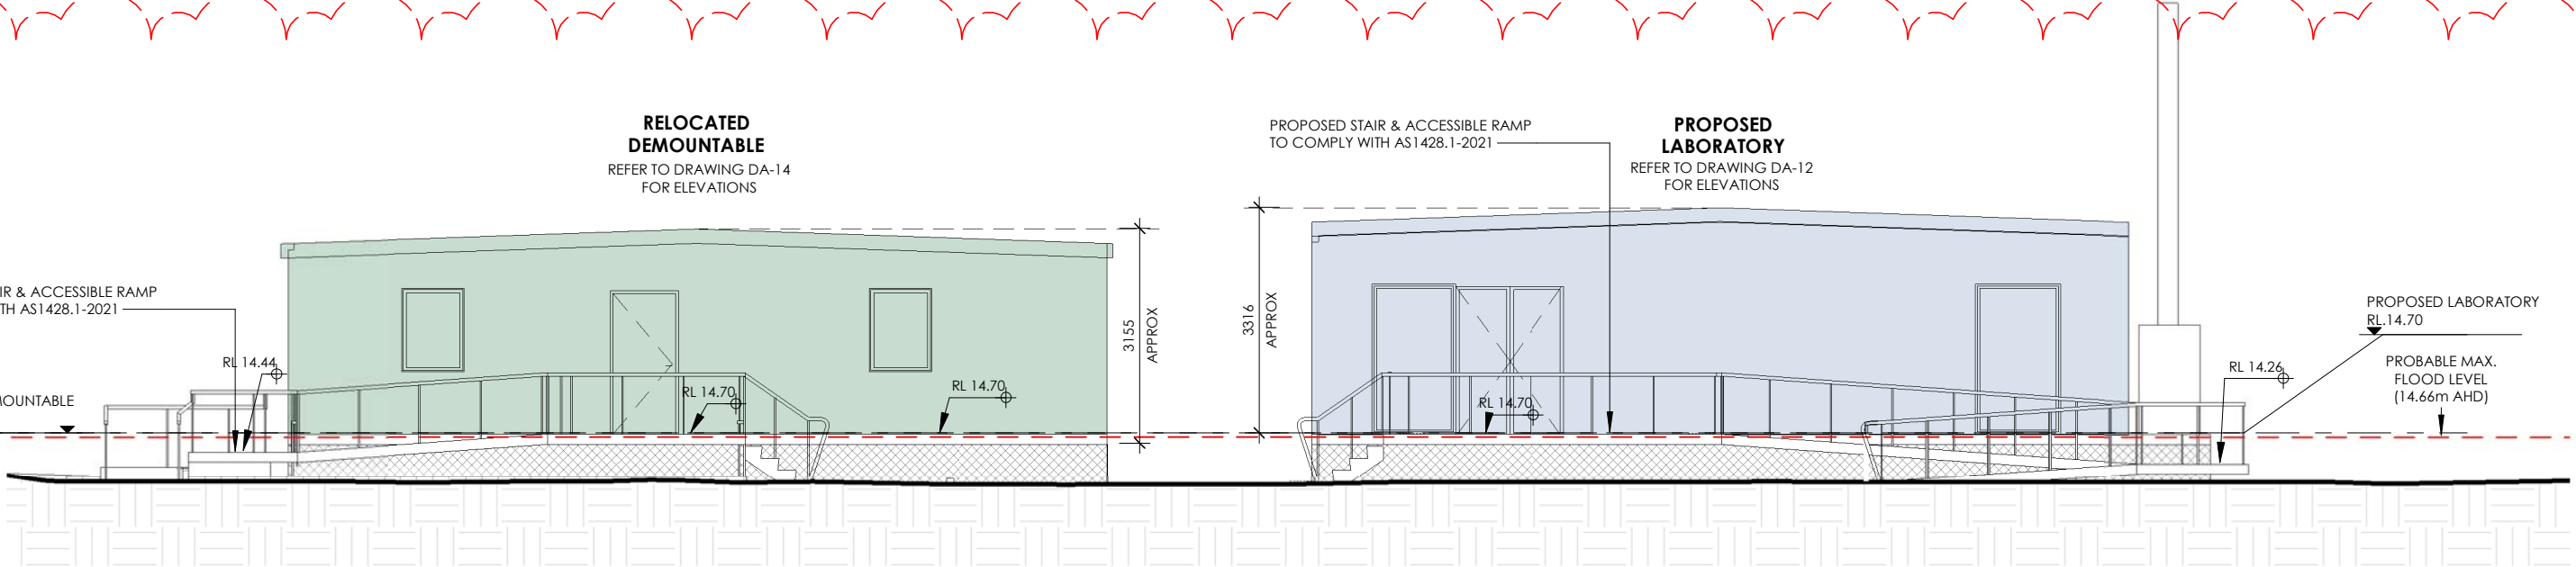 RELOCATED
DEMOUNTABLE
REFER TO DRAWING DA-14
FOR ELEVATIONS
PROPOSED STAIR & ACCESSIBLE RAMP
TO COMPLY WITH AS1428.1-2021
PROPOSED
LABORATORY
REFER TO DRAWING DA-12
FOR ELEVATIONS
IR & ACCESSIBLE RAMP
TH AS1428.1-2021
RL 14.44
MOUNTABLE
RL 14.70
RL 14.70
3155
APPROX
3316
APPROX
RL 14.70
RL 14.26
PROPOSED LABORATORY
RL.14.70
PROBABLE MAX.
FLOOD LEVEL
(14.66m AHD)